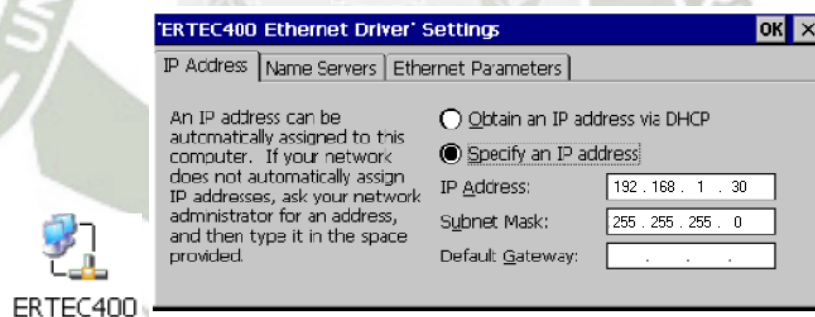 'ERTEC400 Ethernet Driver' Settings OK ×
IP Address Name Servers Ethernet Parameters
An IP address can be
automatically assigned to this
computer. If your network
does not automatically assign
IP addresses, ask your network
administrator for an address,
and then type it in the space
provided.
Obtain an IP address via DHCP
Specify an IP address
IP Address: 192 . 168 . 1 . 30
Subnet Mask: 255 . 255 . 255 . 0
Default Gateway: . . .
ERTEC400